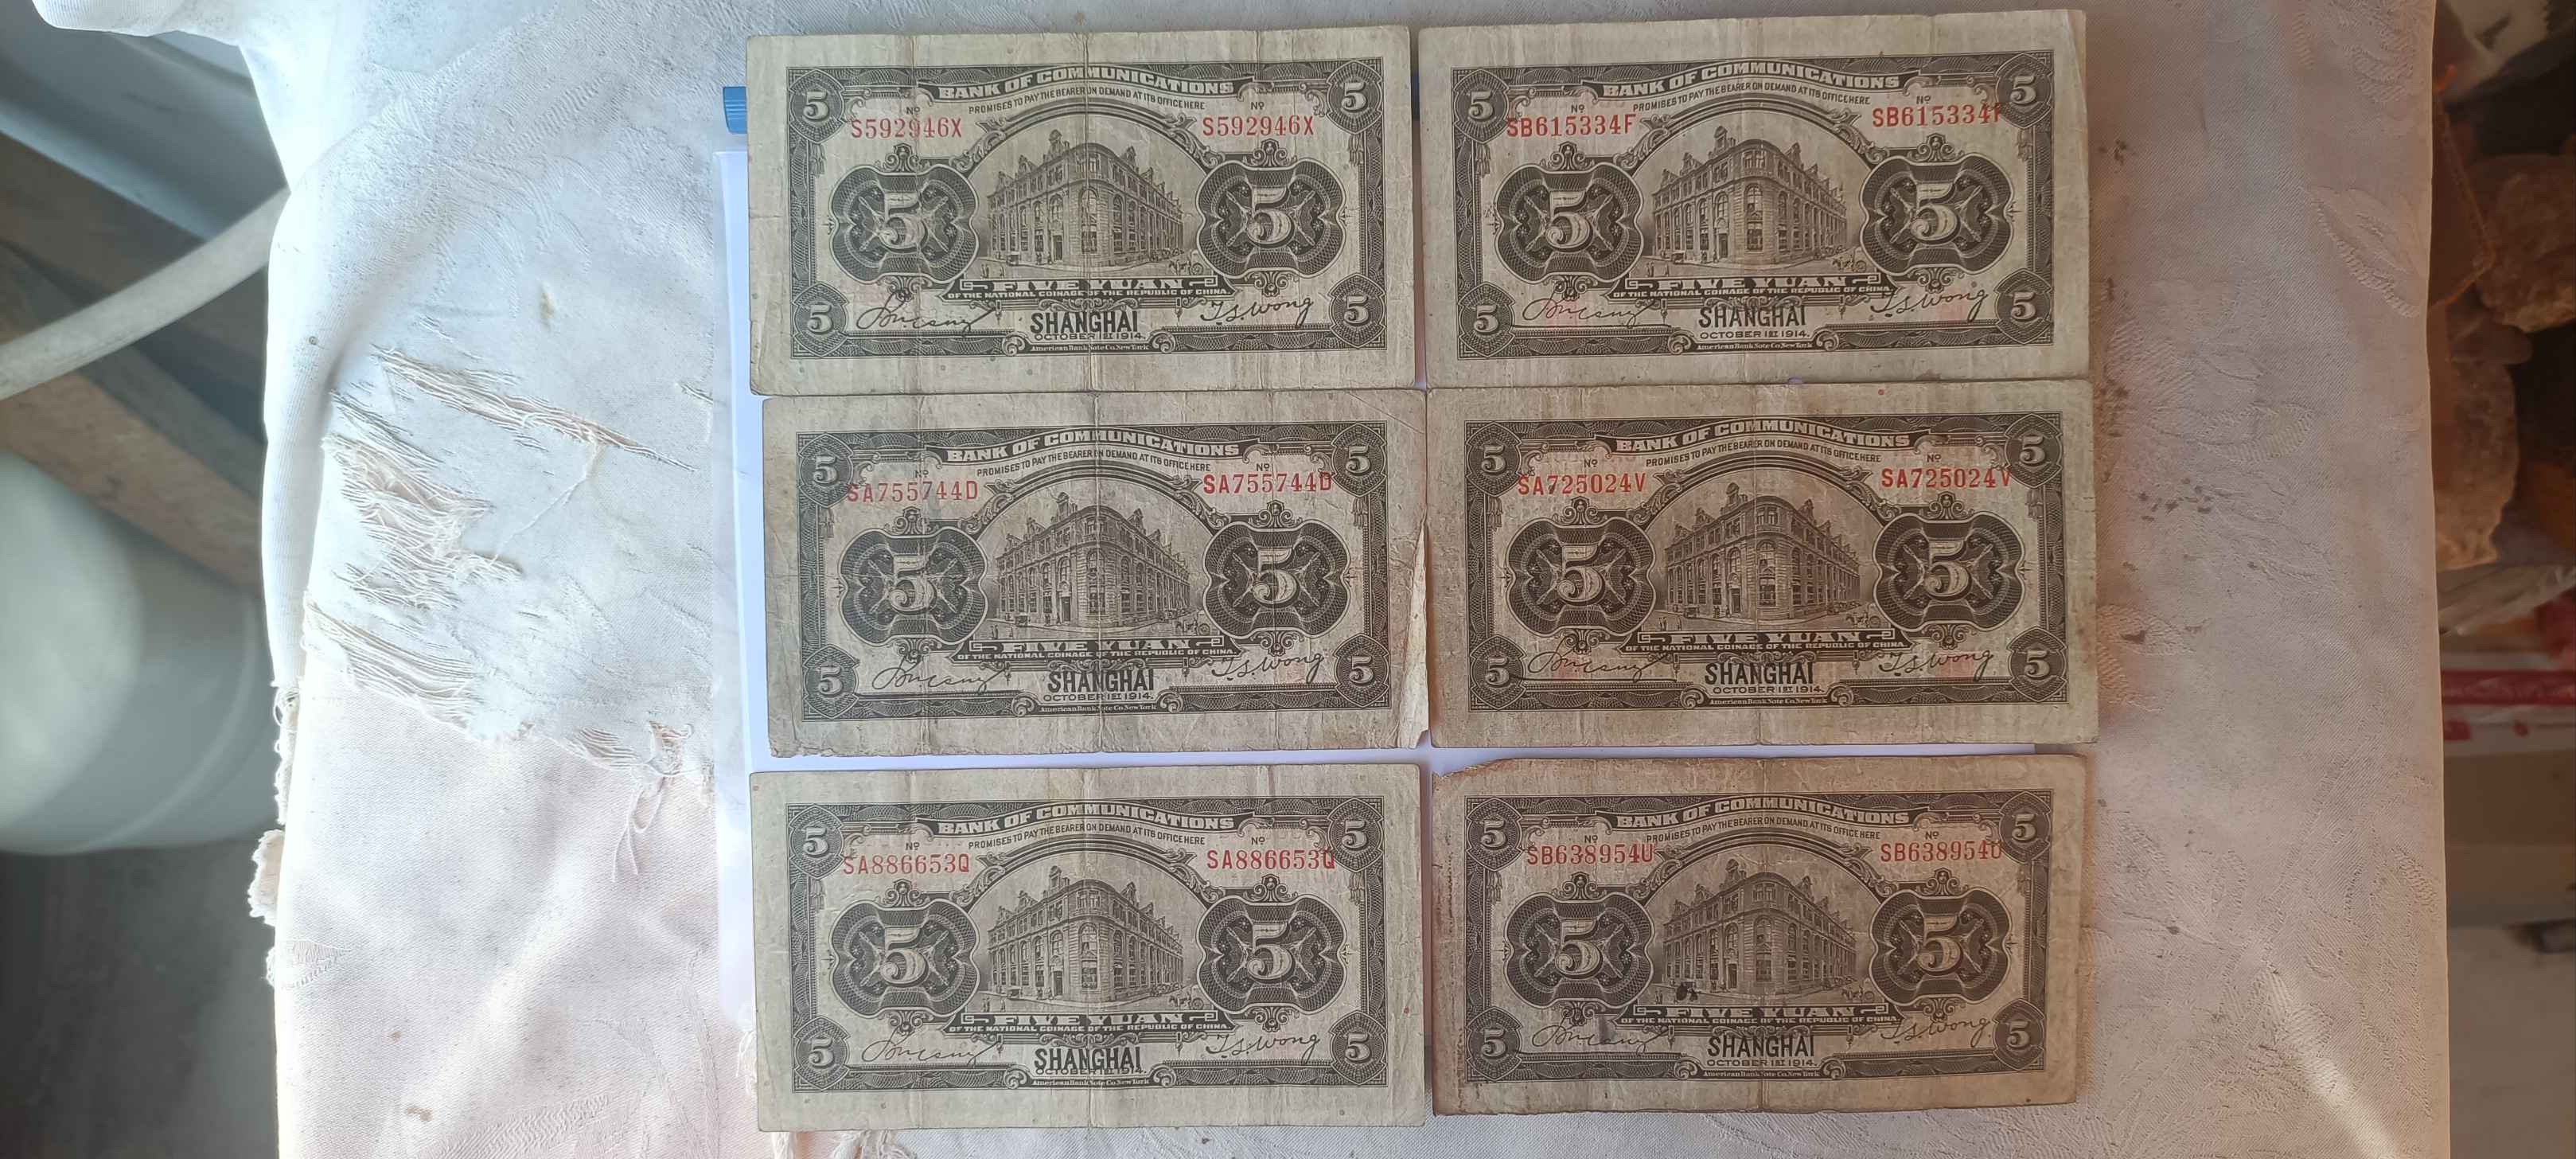 BANK OF COMMUNICATIONS
PROMISES TO PAY THE BEARER ON DEMAND AT ITS OFFICE HERE
5 5
Nº Nº
S592946X S592946X
5 5
FIVE YUAN
OF THE NATIONAL COINAGE OF THE REPUBLIC OF CHINA.
5 SHANGHAI T.S.Wong 5
OCTOBER 1ST 1914.
American Bank Note Co. New York
BANK OF COMMUNICATIONS
PROMISES TO PAY THE BEARER ON DEMAND AT ITS OFFICE HERE
5 5
Nº Nº
SB615334F SB615334F
5 5
FIVE YUAN
OF THE NATIONAL COINAGE OF THE REPUBLIC OF CHINA.
5 SHANGHAI T.S.Wong 5
OCTOBER 1ST 1914.
American Bank Note Co. New York
BANK OF COMMUNICATIONS
PROMISES TO PAY THE BEARER ON DEMAND AT ITS OFFICE HERE
5 5
Nº Nº
SA755744D SA755744D
5 5
FIVE YUAN
OF THE NATIONAL COINAGE OF THE REPUBLIC OF CHINA.
5 SHANGHAI T.S.Wong 5
OCTOBER 1ST 1914.
American Bank Note Co. New York
BANK OF COMMUNICATIONS
PROMISES TO PAY THE BEARER ON DEMAND AT ITS OFFICE HERE
5 5
Nº Nº
SA725024V SA725024V
5 5
FIVE YUAN
OF THE NATIONAL COINAGE OF THE REPUBLIC OF CHINA.
5 SHANGHAI T.S.Wong 5
OCTOBER 1ST 1914.
American Bank Note Co. New York
BANK OF COMMUNICATIONS
PROMISES TO PAY THE BEARER ON DEMAND AT ITS OFFICE HERE
5 5
Nº Nº
SA886653Q SA886653Q
5 5
FIVE YUAN
OF THE NATIONAL COINAGE OF THE REPUBLIC OF CHINA.
5 SHANGHAI T.S.Wong 5
OCTOBER 1ST 1914.
American Bank Note Co. New York
BANK OF COMMUNICATIONS
PROMISES TO PAY THE BEARER ON DEMAND AT ITS OFFICE HERE
5 5
Nº Nº
SB638954U SB638954U
5 5
FIVE YUAN
OF THE NATIONAL COINAGE OF THE REPUBLIC OF CHINA.
5 SHANGHAI T.S.Wong 5
OCTOBER 1ST 1914.
American Bank Note Co. New York